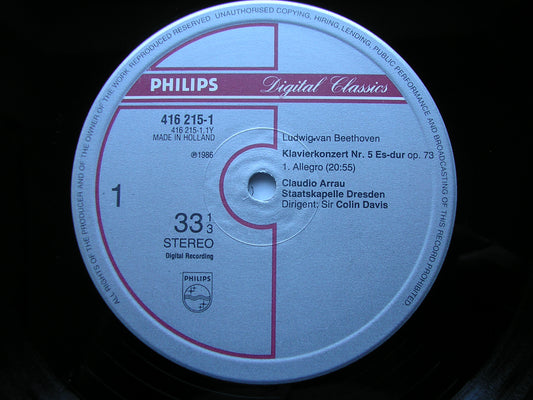 ALL RIGHTS OF THE PRODUCER AND OF THE OWNER OF THE WORK REPRODUCED RESERVED. UNAUTHORISED COPYING, HIRING, LENDING, PUBLIC PERFORMANCE AND BROADCASTING OF THIS RECORD PROHIBITED.
PHILIPS Digital Classics
416 215-1
416 215-1.1Y
MADE IN HOLLAND
℗1986
1
33 1/3
STEREO
Digital Recording
PHILIPS
Ludwig van Beethoven
Klavierkonzert Nr. 5 Es-dur op. 73
1. Allegro (20:55)
Claudio Arrau
Staatskapelle Dresden
Dirigent: Sir Colin Davis